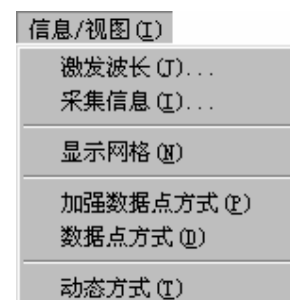 信息/视图(I)
激发波长(J)...
采集信息(I)...
显示网格(N)
加强数据点方式(P)
数据点方式(D)
动态方式(T)